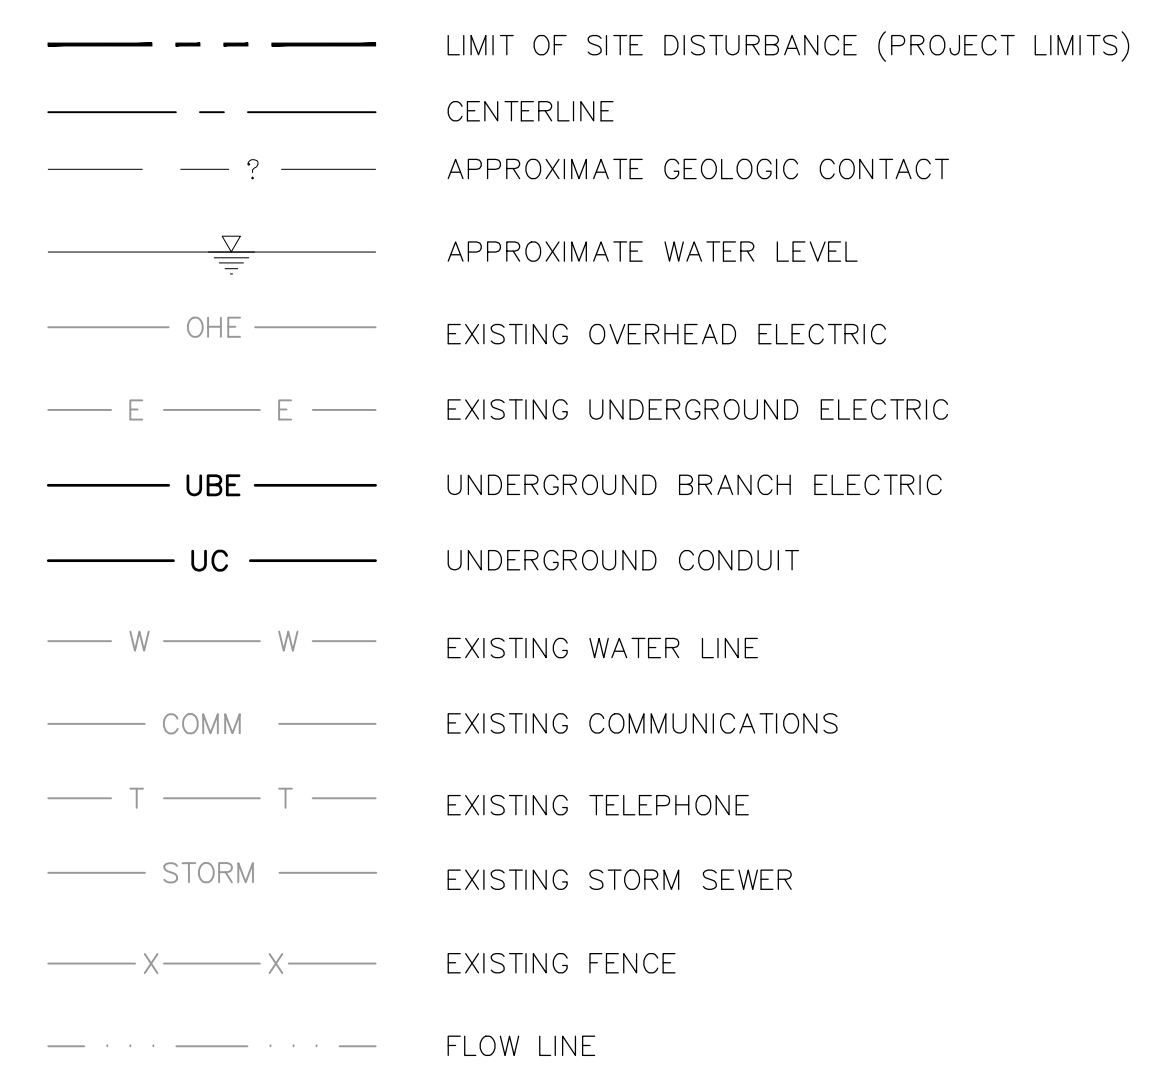 LIMIT OF SITE DISTURBANCE (PROJECT LIMITS)
CENTERLINE
? APPROXIMATE GEOLOGIC CONTACT
APPROXIMATE WATER LEVEL
OHE EXISTING OVERHEAD ELECTRIC
E E EXISTING UNDERGROUND ELECTRIC
UBE UNDERGROUND BRANCH ELECTRIC
UC UNDERGROUND CONDUIT
W W EXISTING WATER LINE
COMM EXISTING COMMUNICATIONS
T T EXISTING TELEPHONE
STORM EXISTING STORM SEWER
X X EXISTING FENCE
FLOW LINE